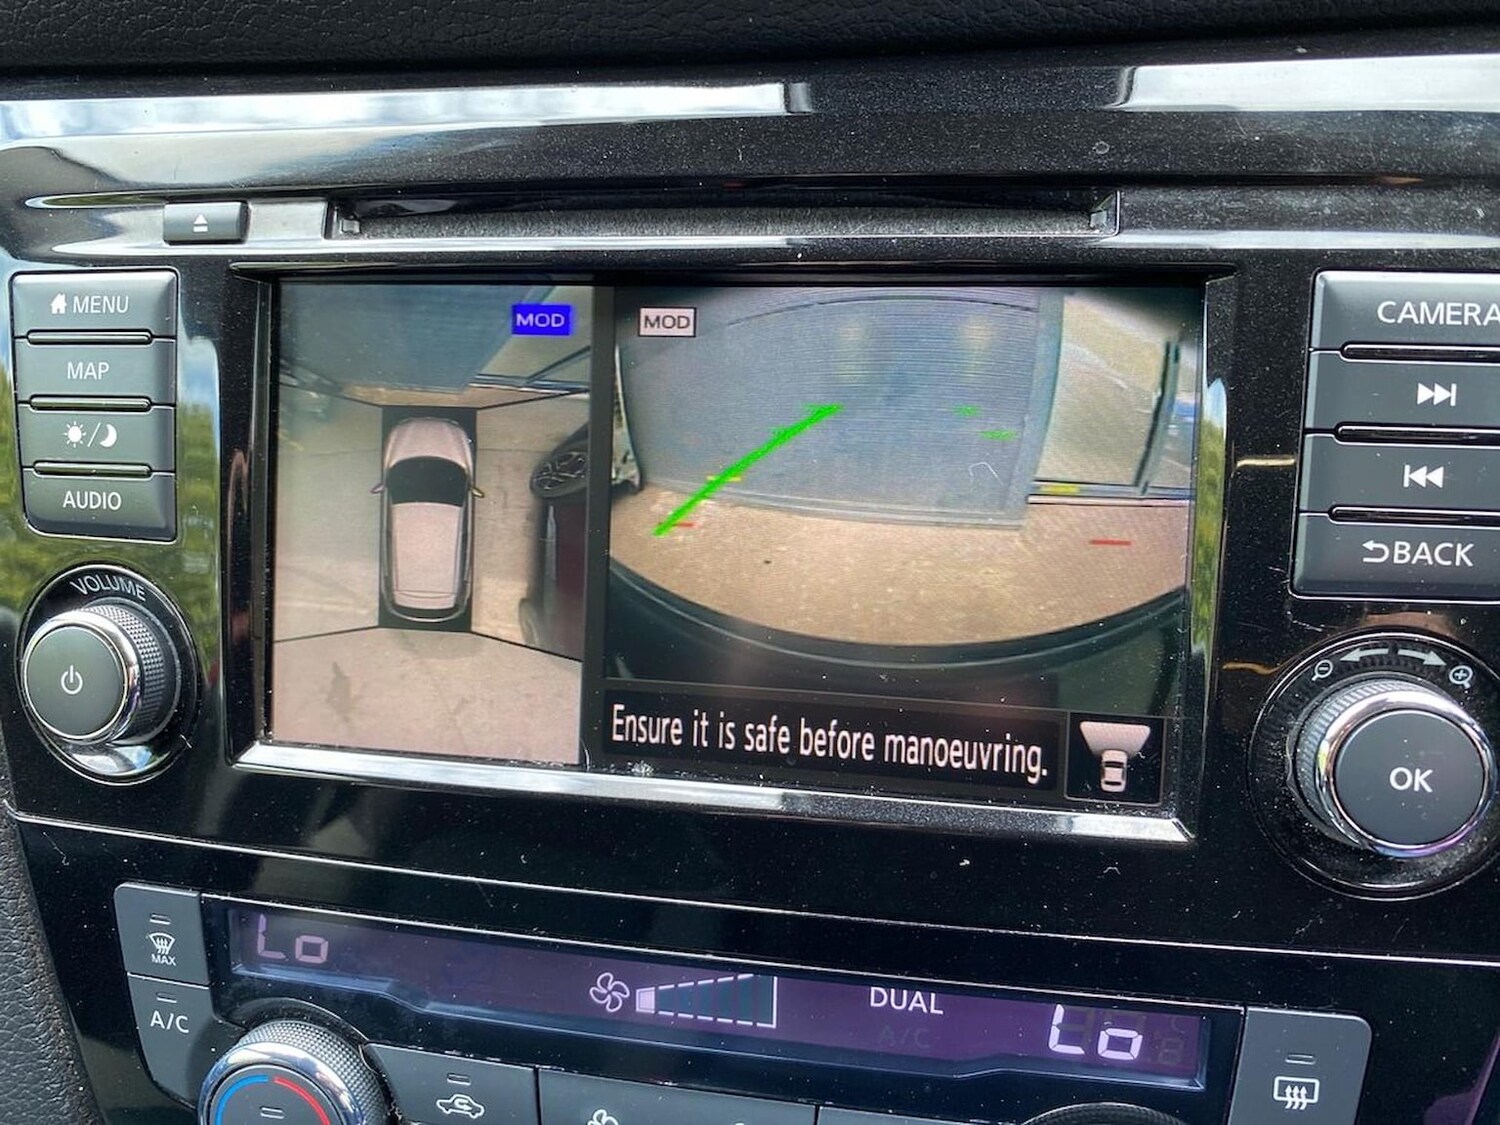 MENU
MAP
AUDIO
VOLUME
MOD
MOD
Ensure it is safe before manoeuvring.
CAMERA
BACK
OK
MAX
A/C
Lo
DUAL
A/C
Lo